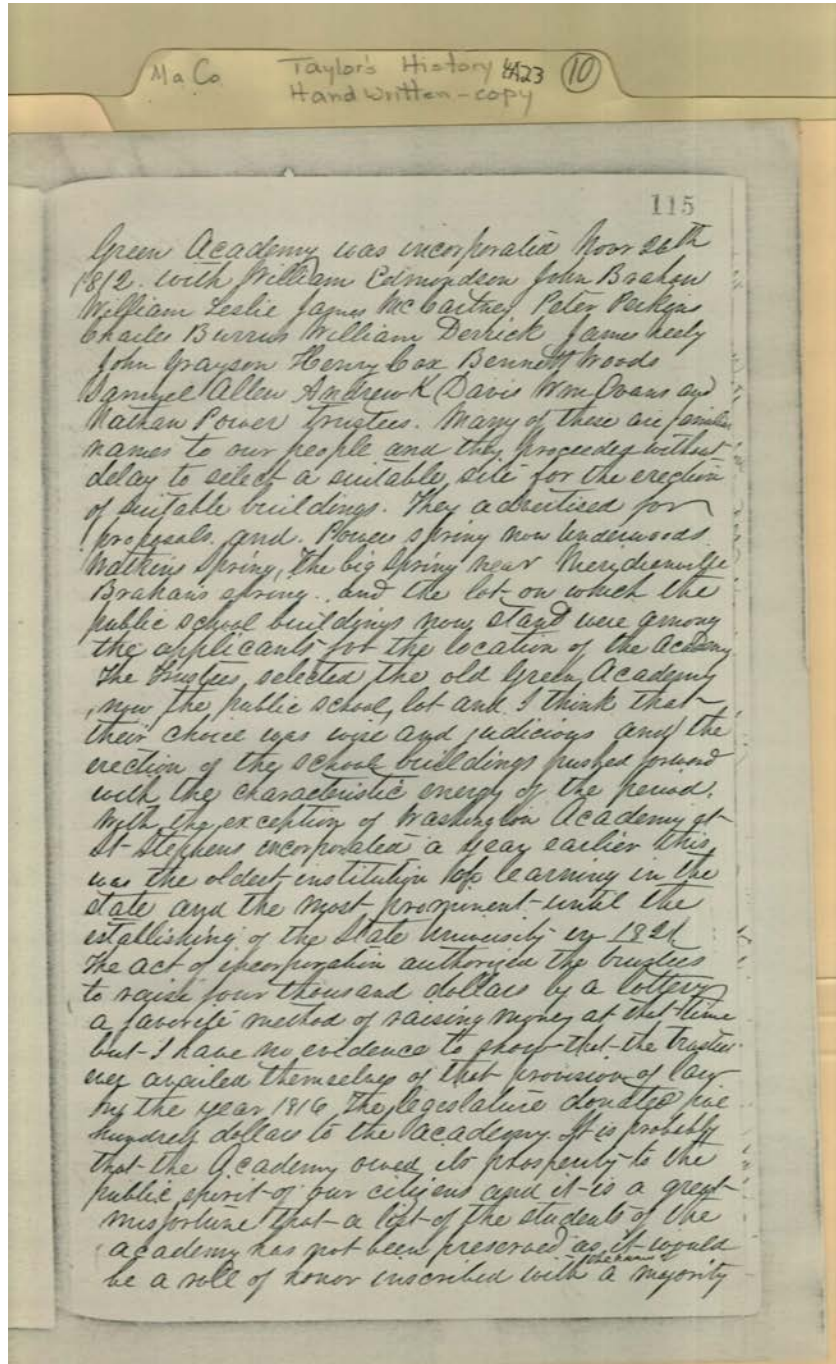 Ma Co Taylor's History 4A23 10
Hand written - copy
115
Green Academy was incorporated Novr 26th
1812. with William Edmondson John Brahan
William Leslie James McCartney Peter Perkins
Charles Burrus William Derrick James Neely
John Grayson Henry Cox Bennett Woods
Samuel Allen Andrew K Davis Wm Evans and
Nathan Power trustees. Many of these are familiar
names to our people and they proceeded without
delay to select a suitable site for the erection
of suitable buildings. They advertised for
proposals. and. Powers spring now Underwoods
Watkins Spring, The big Spring near Meridianville
Brahans spring. and the lot on which the
public school buildings now stand were among
the applicants for the location of the Academy
The Trustees selected the old Green Academy
, now the public school, lot and I think that
their choice was wise and judicious and the
erection of the school buildings pushed forward
with the characteristic energy of the period.
With the exception of Washington Academy at
St Stephens incorporated a year earlier this
was the oldest institution of learning in the
state and the most prominent until the
establishing of the State University in 1821
The act of incorporation authorized the trustees
to raise four thousand dollars by a lottery
a favorite method of raising money at that time
but I have no evidence to show that the trustees
ever availed themselves of that provision of law
In the year 1816 The legislature donated five
hundred dollars to the academy. It is probably
that the Academy owed its prosperity to the
public spirit of our citizens and it is a great
misfortune that a list of the students of the
academy has not been preserved as it would
be a roll of honor inscribed with the names a majority